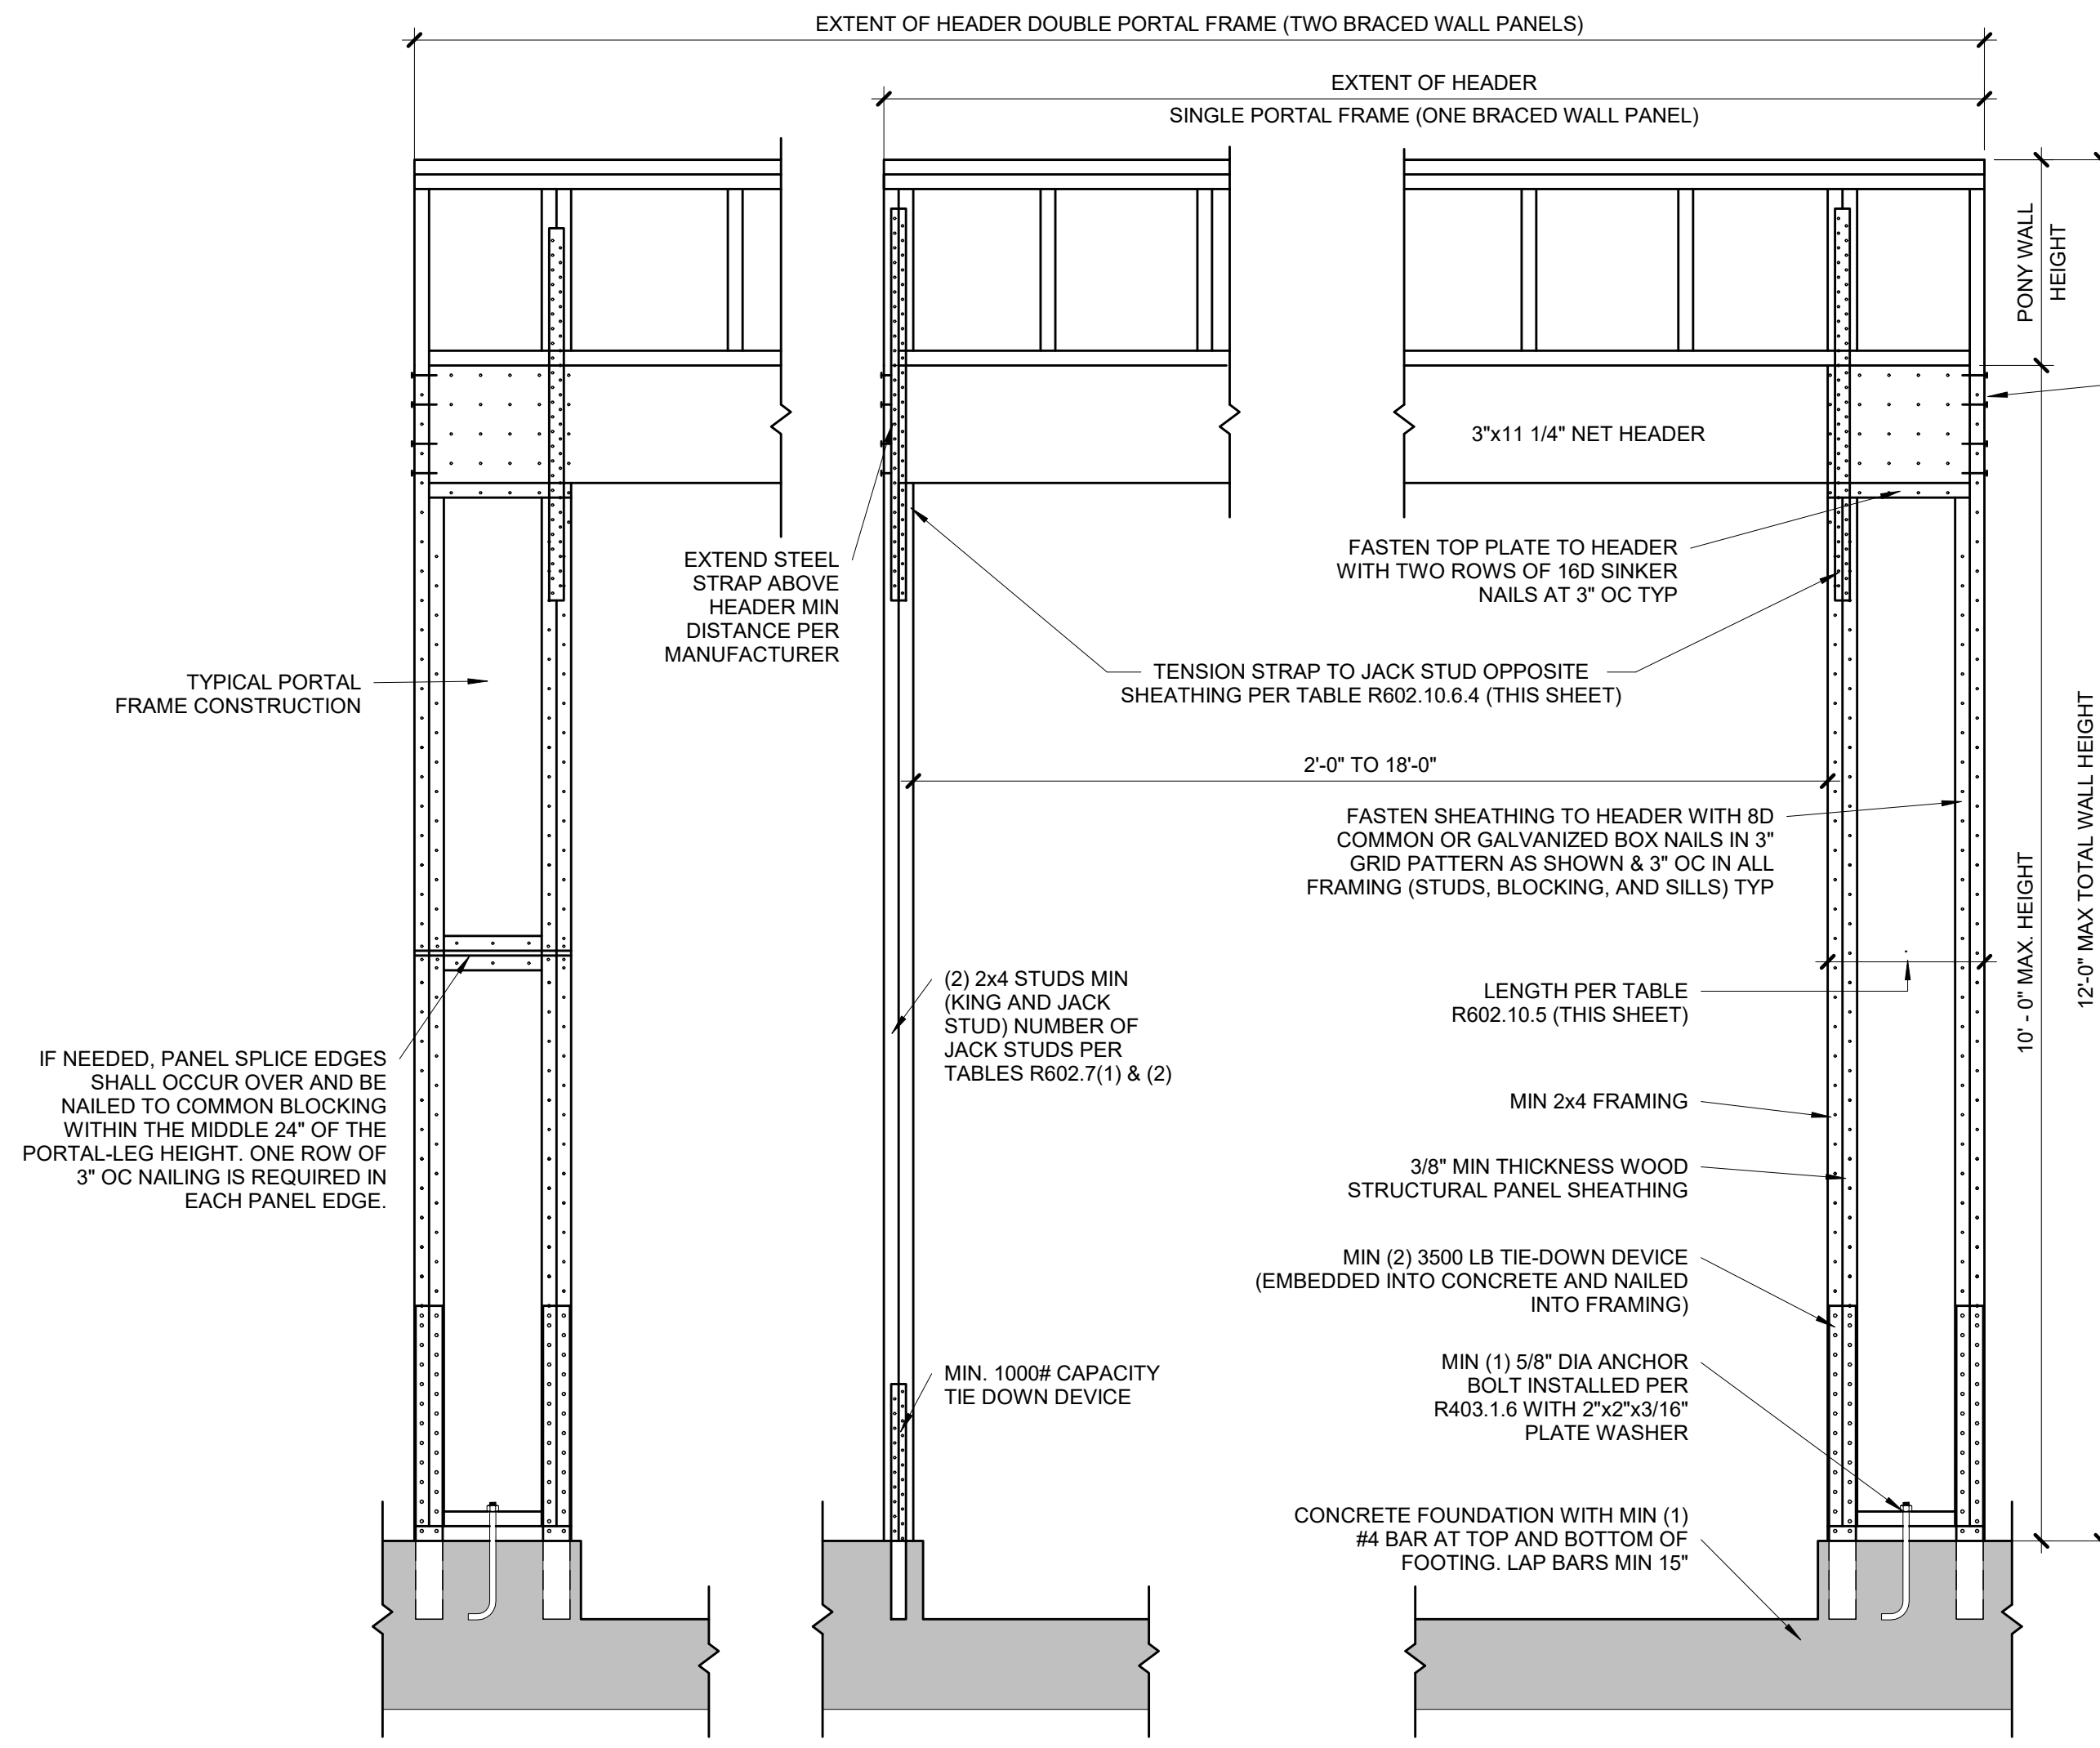 EXTENT OF HEADER DOUBLE PORTAL FRAME (TWO BRACED WALL PANELS)
EXTENT OF HEADER
SINGLE PORTAL FRAME (ONE BRACED WALL PANEL)
PONY WALL
HEIGHT
3"x11 1/4" NET HEADER
EXTEND STEEL
STRAP ABOVE
HEADER MIN
DISTANCE PER
MANUFACTURER
FASTEN TOP PLATE TO HEADER
WITH TWO ROWS OF 16D SINKER
NAILS AT 3" OC TYP
TYPICAL PORTAL
FRAME CONSTRUCTION
TENSION STRAP TO JACK STUD OPPOSITE
SHEATHING PER TABLE R602.10.6.4 (THIS SHEET)
2'-0" TO 18'-0"
FASTEN SHEATHING TO HEADER WITH 8D
COMMON OR GALVANIZED BOX NAILS IN 3"
GRID PATTERN AS SHOWN & 3" OC IN ALL
FRAMING (STUDS, BLOCKING, AND SILLS) TYP
10' - 0" MAX. HEIGHT
12'-0" MAX TOTAL WALL HEIGHT
(2) 2x4 STUDS MIN
(KING AND JACK
STUD) NUMBER OF
JACK STUDS PER
TABLES R602.7(1) & (2)
LENGTH PER TABLE
R602.10.5 (THIS SHEET)
IF NEEDED, PANEL SPLICE EDGES
SHALL OCCUR OVER AND BE
NAILED TO COMMON BLOCKING
WITHIN THE MIDDLE 24" OF THE
PORTAL-LEG HEIGHT. ONE ROW OF
3" OC NAILING IS REQUIRED IN
EACH PANEL EDGE.
MIN 2x4 FRAMING
3/8" MIN THICKNESS WOOD
STRUCTURAL PANEL SHEATHING
MIN (2) 3500 LB TIE-DOWN DEVICE
(EMBEDDED INTO CONCRETE AND NAILED
INTO FRAMING)
MIN. 1000# CAPACITY
TIE DOWN DEVICE
MIN (1) 5/8" DIA ANCHOR
BOLT INSTALLED PER
R403.1.6 WITH 2"x2"x3/16"
PLATE WASHER
CONCRETE FOUNDATION WITH MIN (1)
#4 BAR AT TOP AND BOTTOM OF
FOOTING. LAP BARS MIN 15"